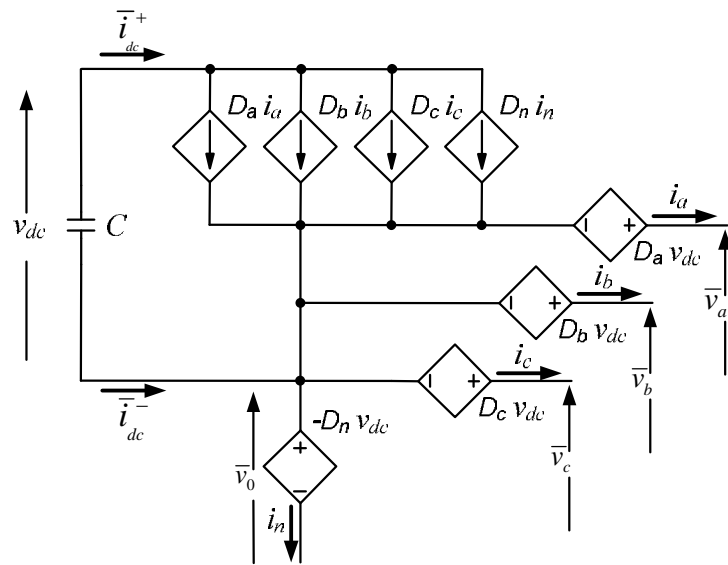 i̅dc+
Da ia Db ib Dc ic Dn in
vdc C
ia
Da vdc
v̅a
ib
Db vdc
v̅b
i̅dc−
ic
Dc vdc
v̅c
-Dn vdc
v̅0
in